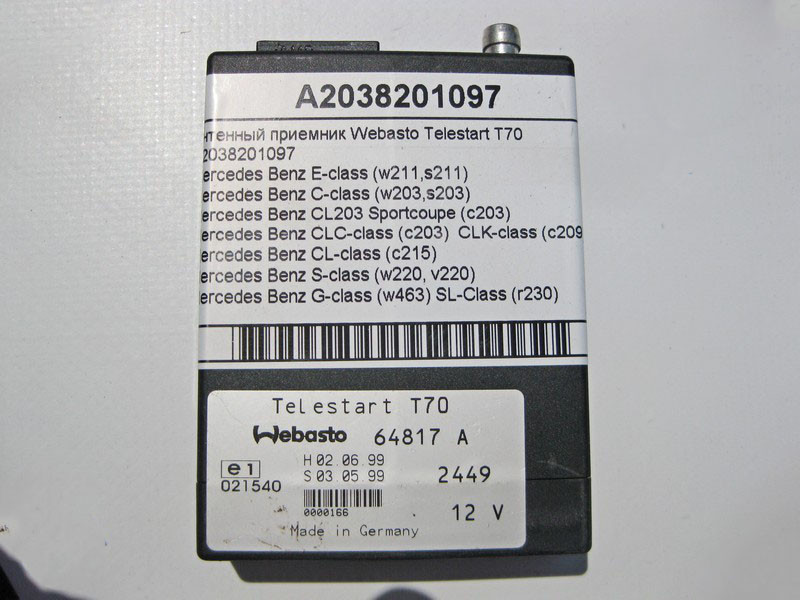 A2038201097
нтенный приемник Webasto Telestart T70
2038201097
ercedes Benz E-class (w211,s211)
ercedes Benz C-class (w203,s203)
ercedes Benz CL203 Sportcoupe (c203)
ercedes Benz CLC-class (c203) CLK-class (c209
ercedes Benz CL-class (c215)
ercedes Benz S-class (w220, v220)
ercedes Benz G-class (w463) SL-Class (r230)
Telestart T70
Webasto 64817 A
e1
021540
H 02.06.99
S 03.05.99
2449
0000166
12 V
Made in Germany